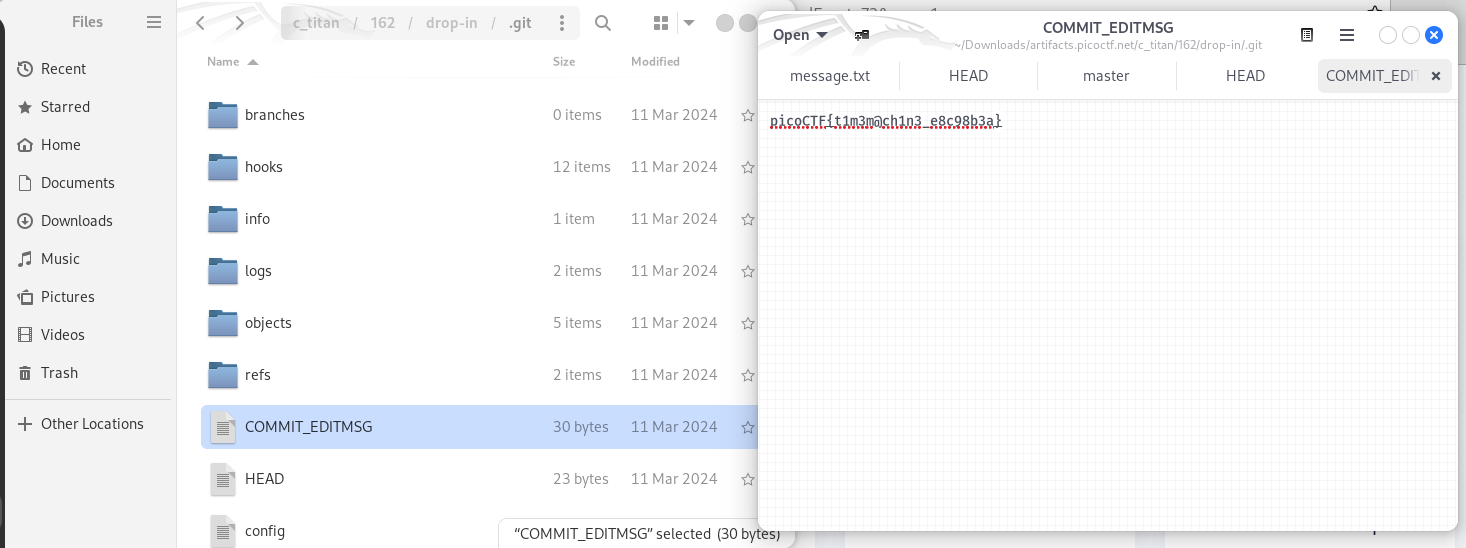 Files
Recent
Starred
Home
Documents
Downloads
Music
Pictures
Videos
Trash
Other Locations
c_titan / 162 / drop-in / .git
Name Size Modified
branches 0 items 11 Mar 2024
hooks 12 items 11 Mar 2024
info 1 item 11 Mar 2024
logs 2 items 11 Mar 2024
objects 5 items 11 Mar 2024
refs 2 items 11 Mar 2024
COMMIT_EDITMSG 30 bytes 11 Mar 2024
HEAD 23 bytes 11 Mar 2024
config
“COMMIT_EDITMSG” selected (30 bytes)
Open
COMMIT_EDITMSG
~/Downloads/artifacts.picoctf.net/c_titan/162/drop-in/.git
message.txt HEAD master HEAD COMMIT_EDIT
picoCTF{t1m3m@ch1n3_e8c98b3a}